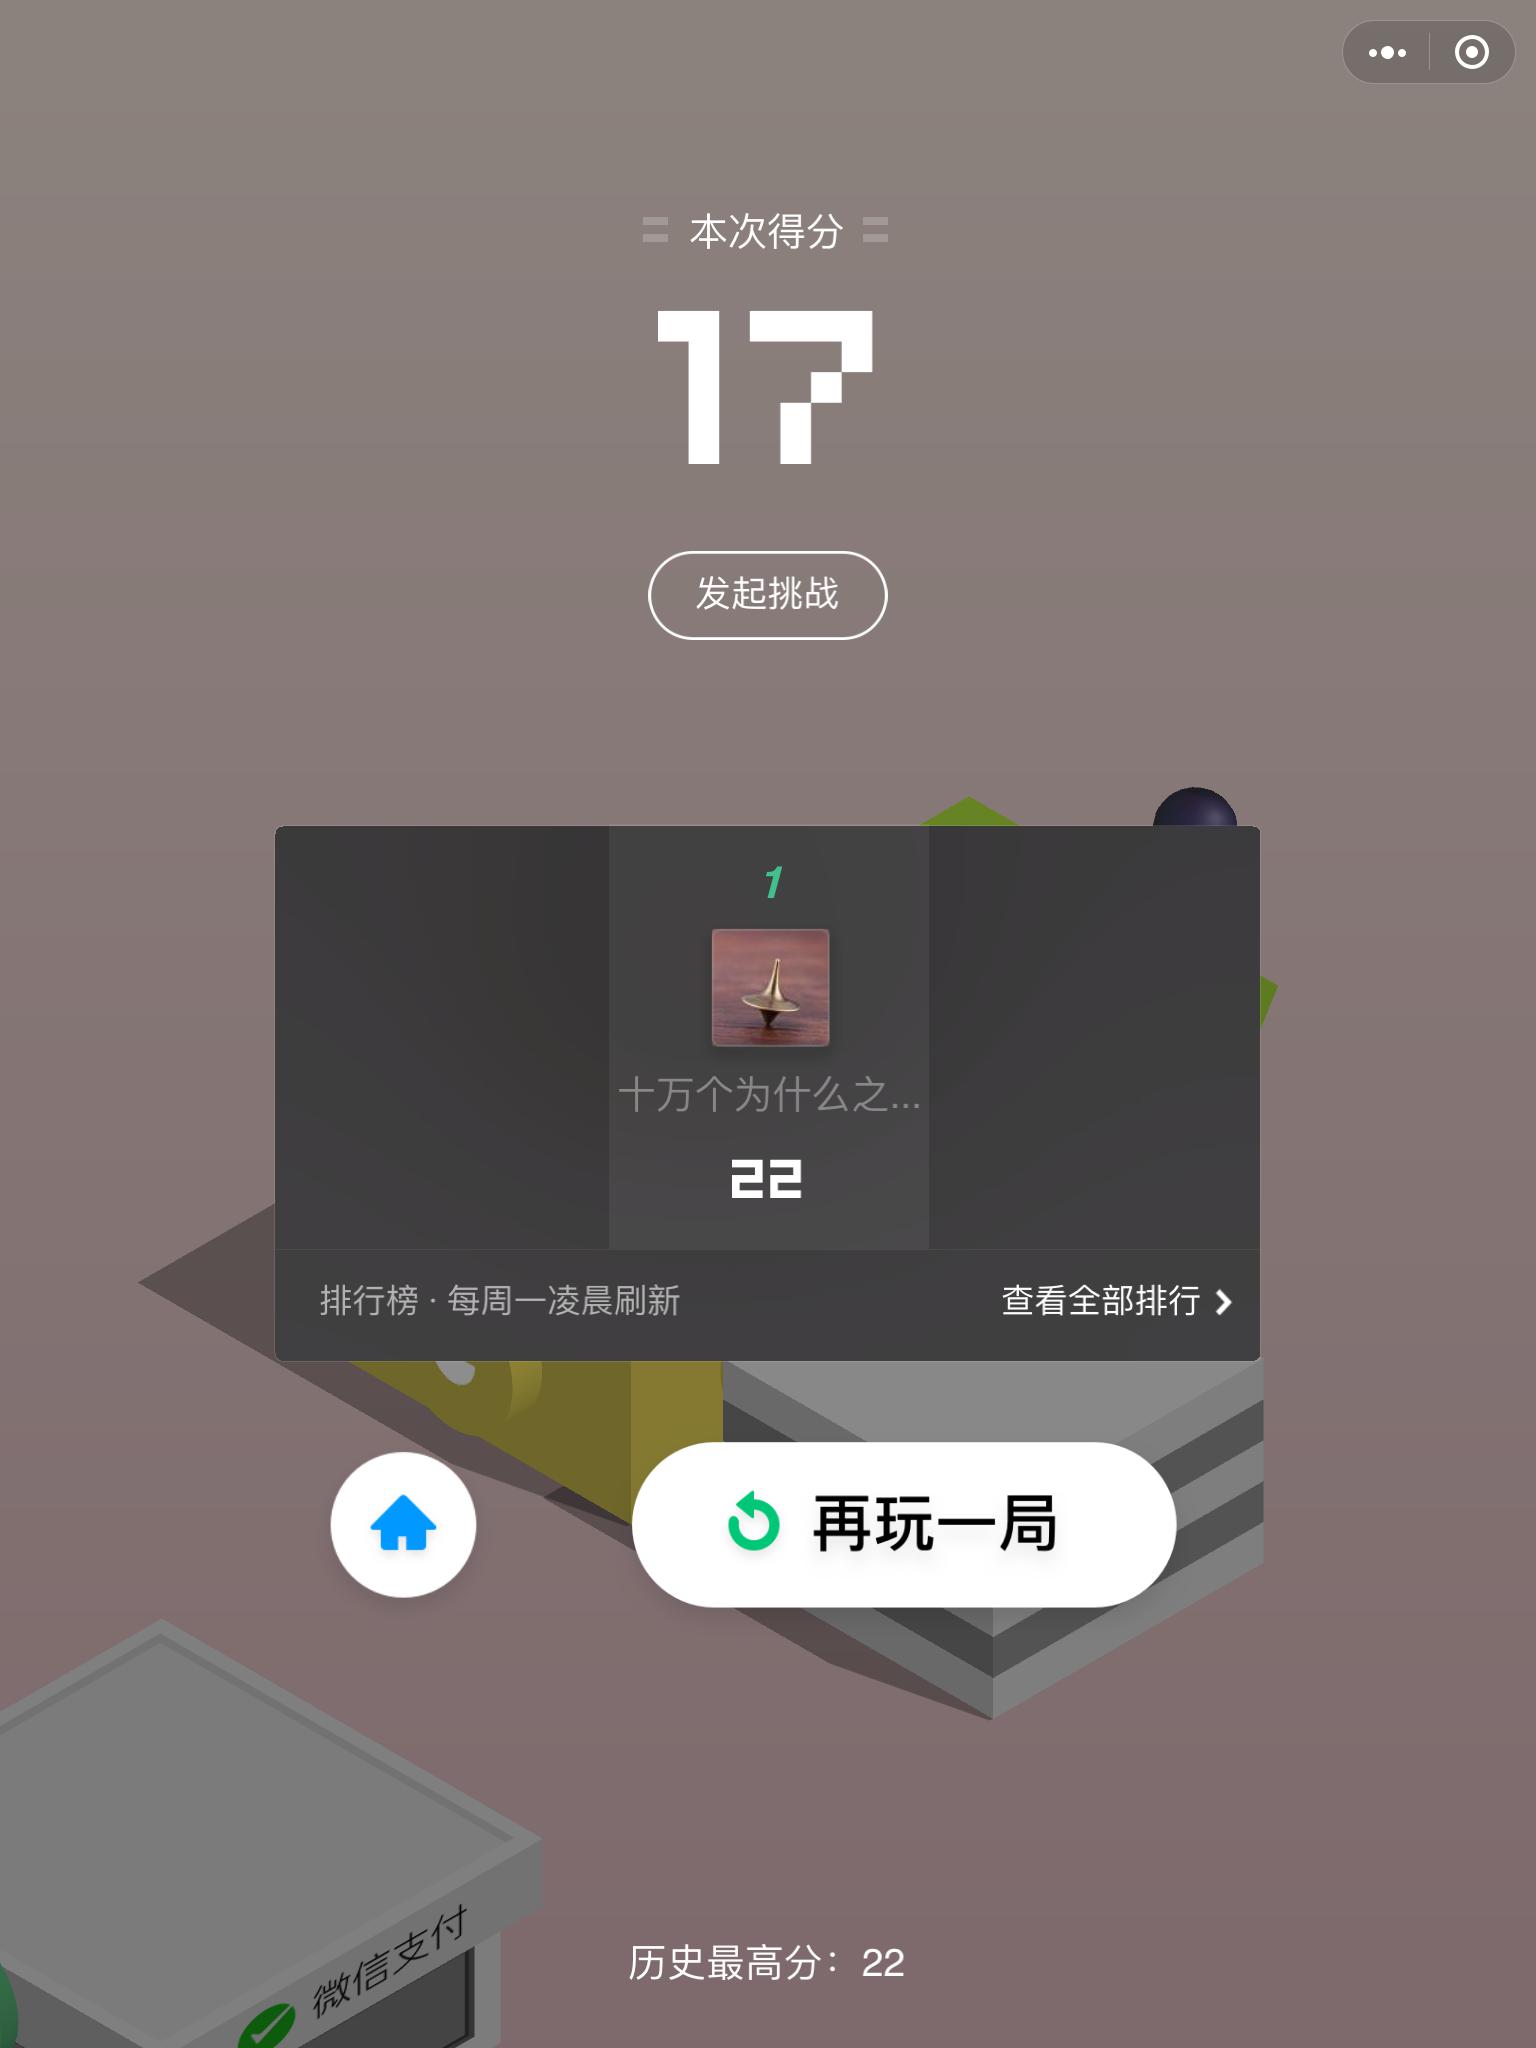 本次得分
17
发起挑战
1
十万个为什么之...
22
排行榜 · 每周一凌晨刷新
查看全部排行
再玩一局
微信支付
历史最高分：22